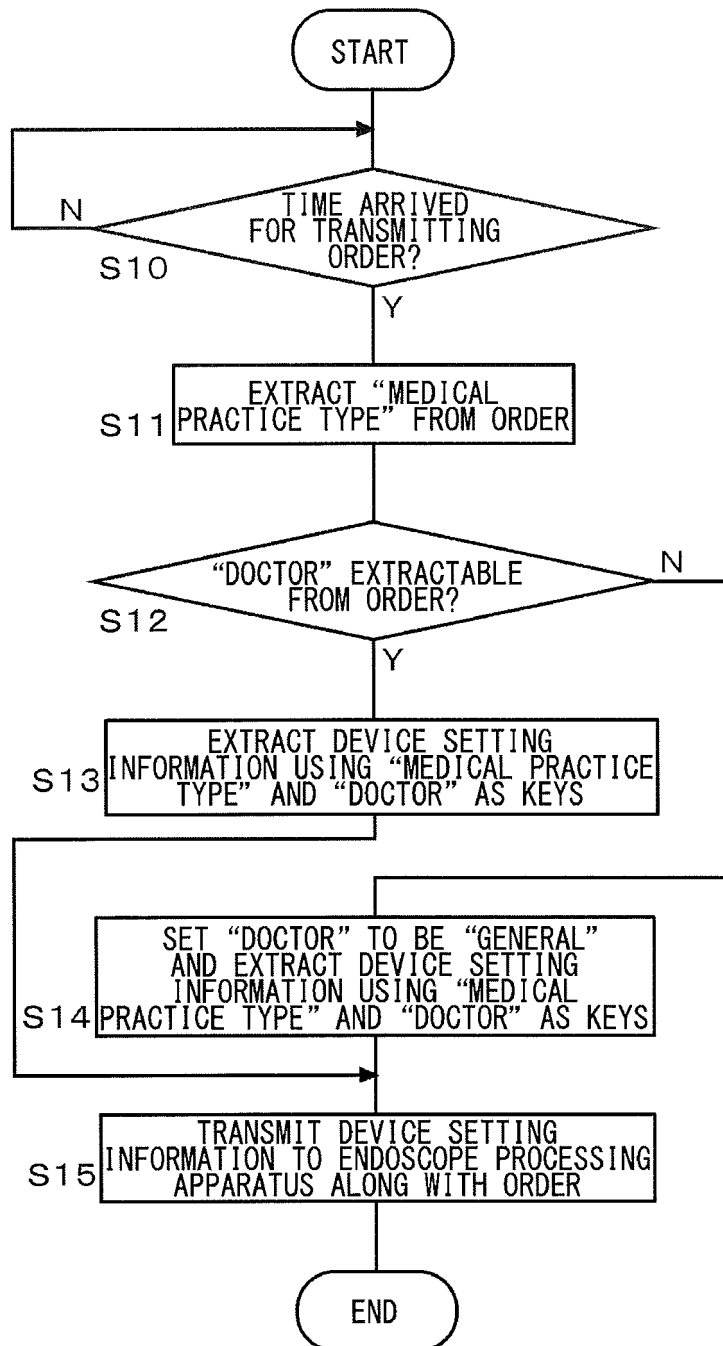 START
N
TIME ARRIVED
FOR TRANSMITTING
ORDER?
S10
Y
EXTRACT “MEDICAL
PRACTICE TYPE” FROM ORDER
S11
“DOCTOR” EXTRACTABLE
FROM ORDER?
N
S12
Y
EXTRACT DEVICE SETTING
INFORMATION USING “MEDICAL PRACTICE
TYPE” AND “DOCTOR” AS KEYS
S13
SET “DOCTOR” TO BE “GENERAL”
AND EXTRACT DEVICE SETTING
INFORMATION USING “MEDICAL
PRACTICE TYPE” AND “DOCTOR” AS KEYS
S14
TRANSMIT DEVICE SETTING
INFORMATION TO ENDOSCOPE PROCESSING
APPARATUS ALONG WITH ORDER
S15
END